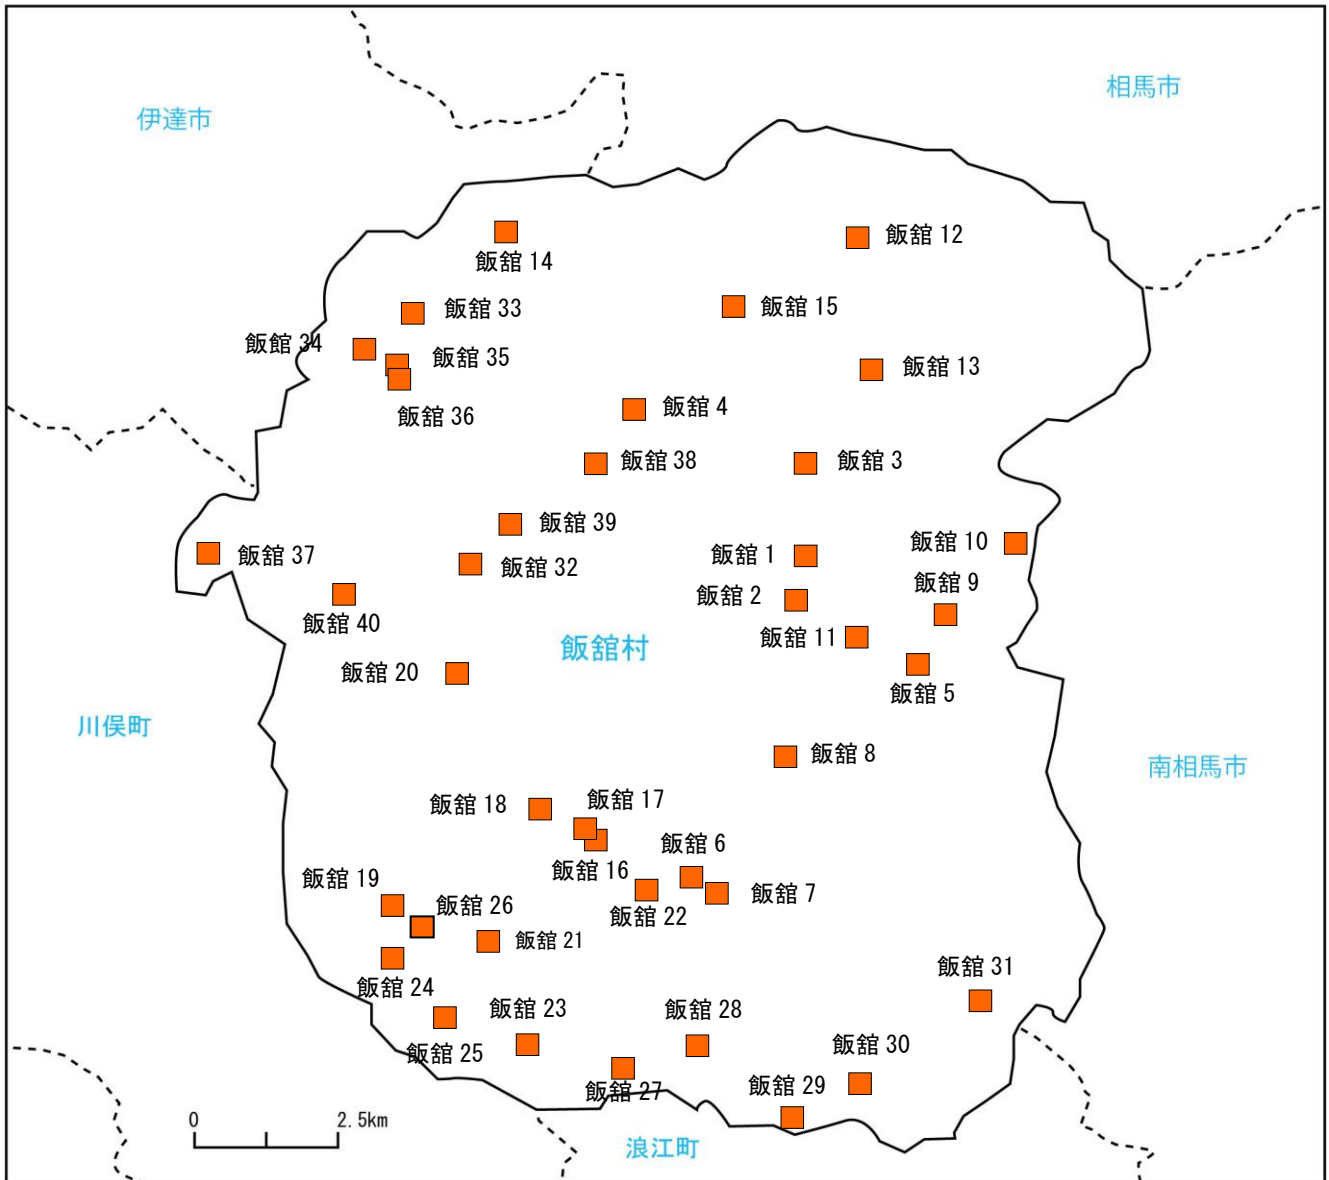 相馬市
伊達市
飯舘 12
飯舘 14
飯舘 33
飯舘 15
飯館 34
飯舘 35
飯舘 13
飯舘 36
飯舘 4
飯舘 38
飯舘 3
飯舘 39
飯舘 10
飯舘 37
飯舘 1
飯舘 32
飯舘 9
飯舘 2
飯舘 40
飯舘 11
飯舘村
飯舘 20
飯舘 5
川俣町
飯舘 8
南相馬市
飯舘 17
飯舘 18
飯舘 6
飯舘 16
飯舘 19
飯舘 7
飯舘 26
飯舘 22
飯舘 21
飯舘 31
飯舘 24
飯舘 23
飯舘 28
飯舘 30
飯舘 25
飯舘 29
飯舘 27
0 2.5km
浪江町